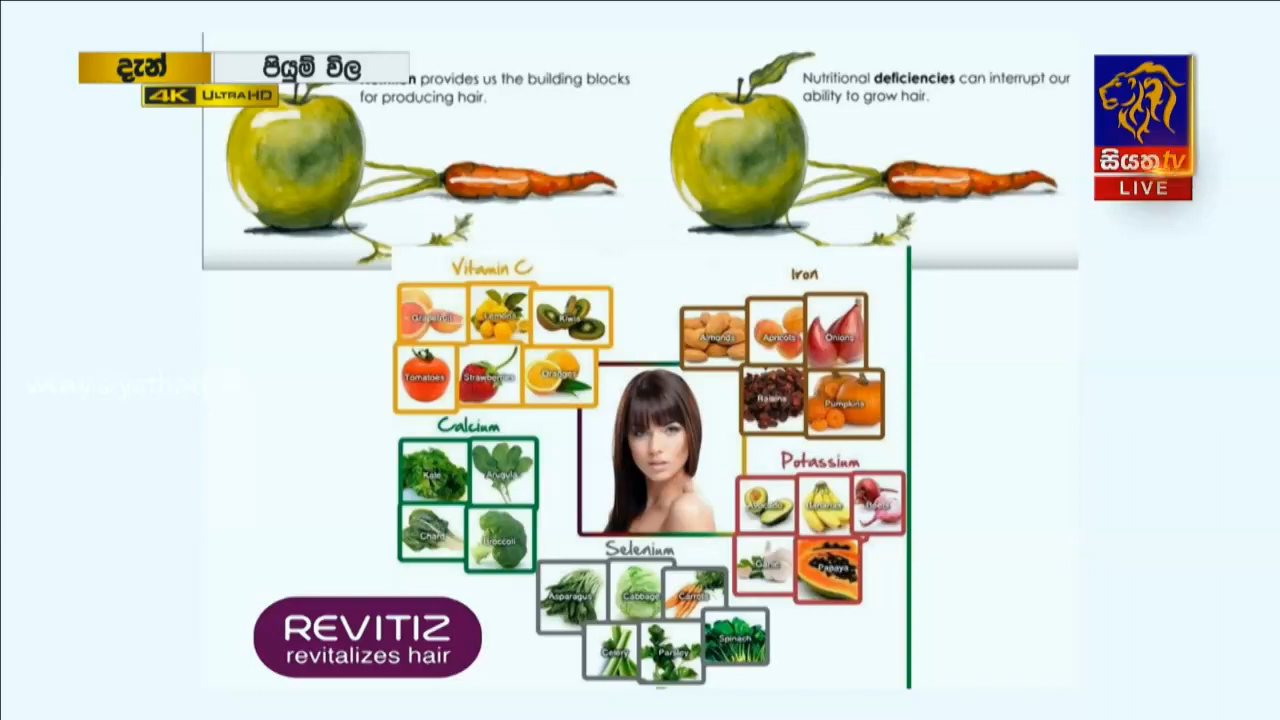 දැන්
පියුම් විල
4K ULTRA HD
provides us the building blocks
for producing hair.
Nutritional deficiencies can interrupt our
ability to grow hair.
සියත tv
LIVE
Vitamin C
Grapefruit
Lemons
Kiwis
Tomatoes
Strawberries
Oranges
Iron
Almonds
Apricots
Onions
Raisins
Pumpkins
Calcium
Kale
Arugula
Chard
Broccoli
Potassium
Avocado
Bananas
Beets
Garlic
Papaya
Selenium
Asparagus
Cabbage
Carrots
Celery
Parsley
Spinach
REVITIZ
revitalizes hair